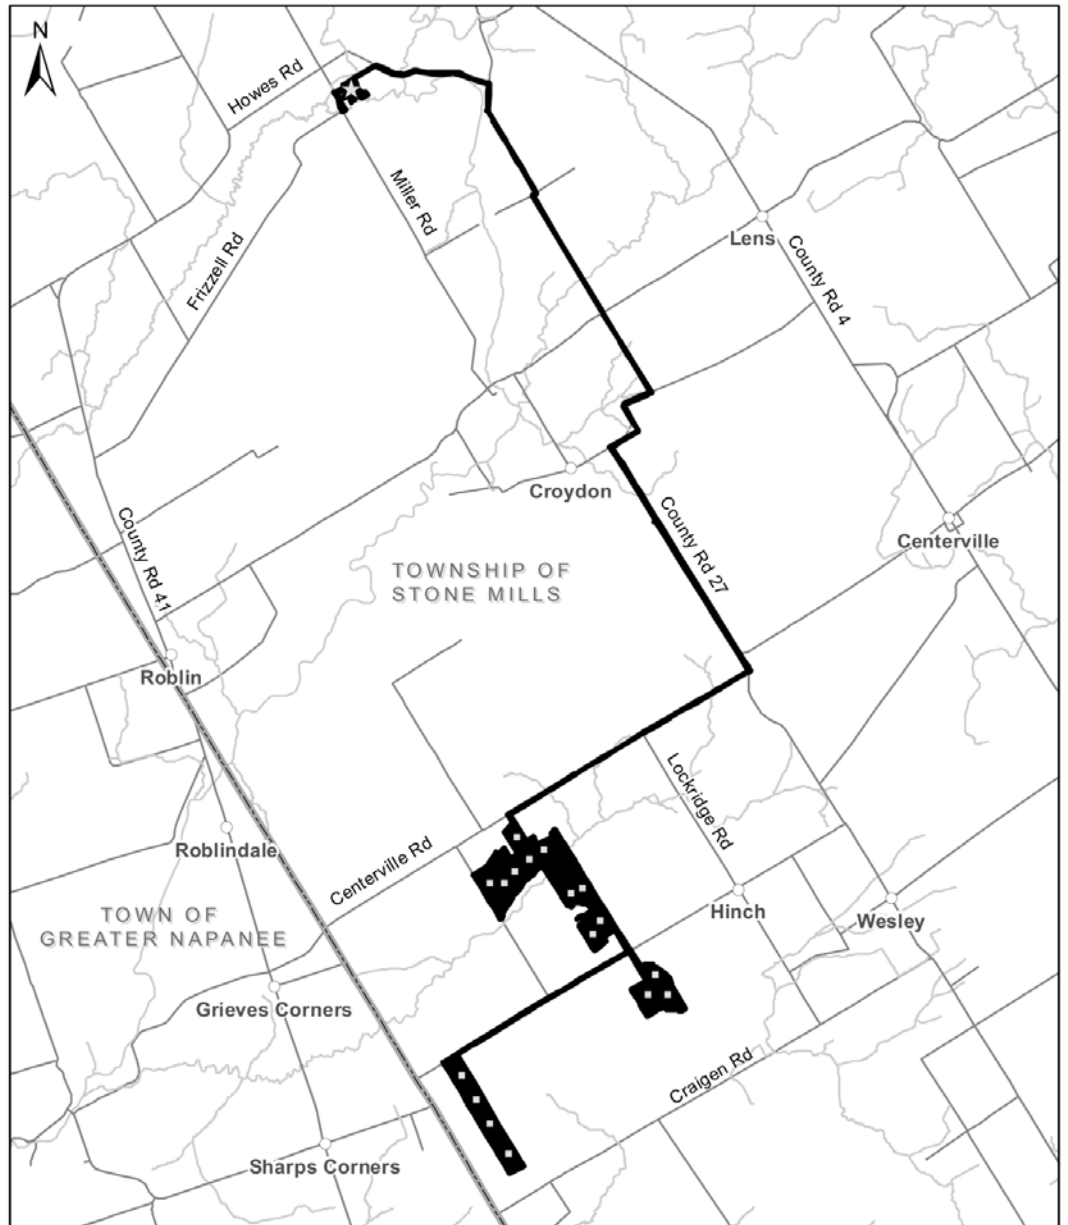 N
Howes Rd
Miller Rd
Frizzell Rd
Lens
County Rd 4
Croydon
County Rd 27
Centerville
County Rd 41
TOWNSHIP OF
STONE MILLS
Roblin
Lockridge Rd
Roblindale
Centerville Rd
TOWN OF
GREATER NAPANEE
Hinch
Wesley
Grieves Corners
Craigen Rd
Sharps Corners